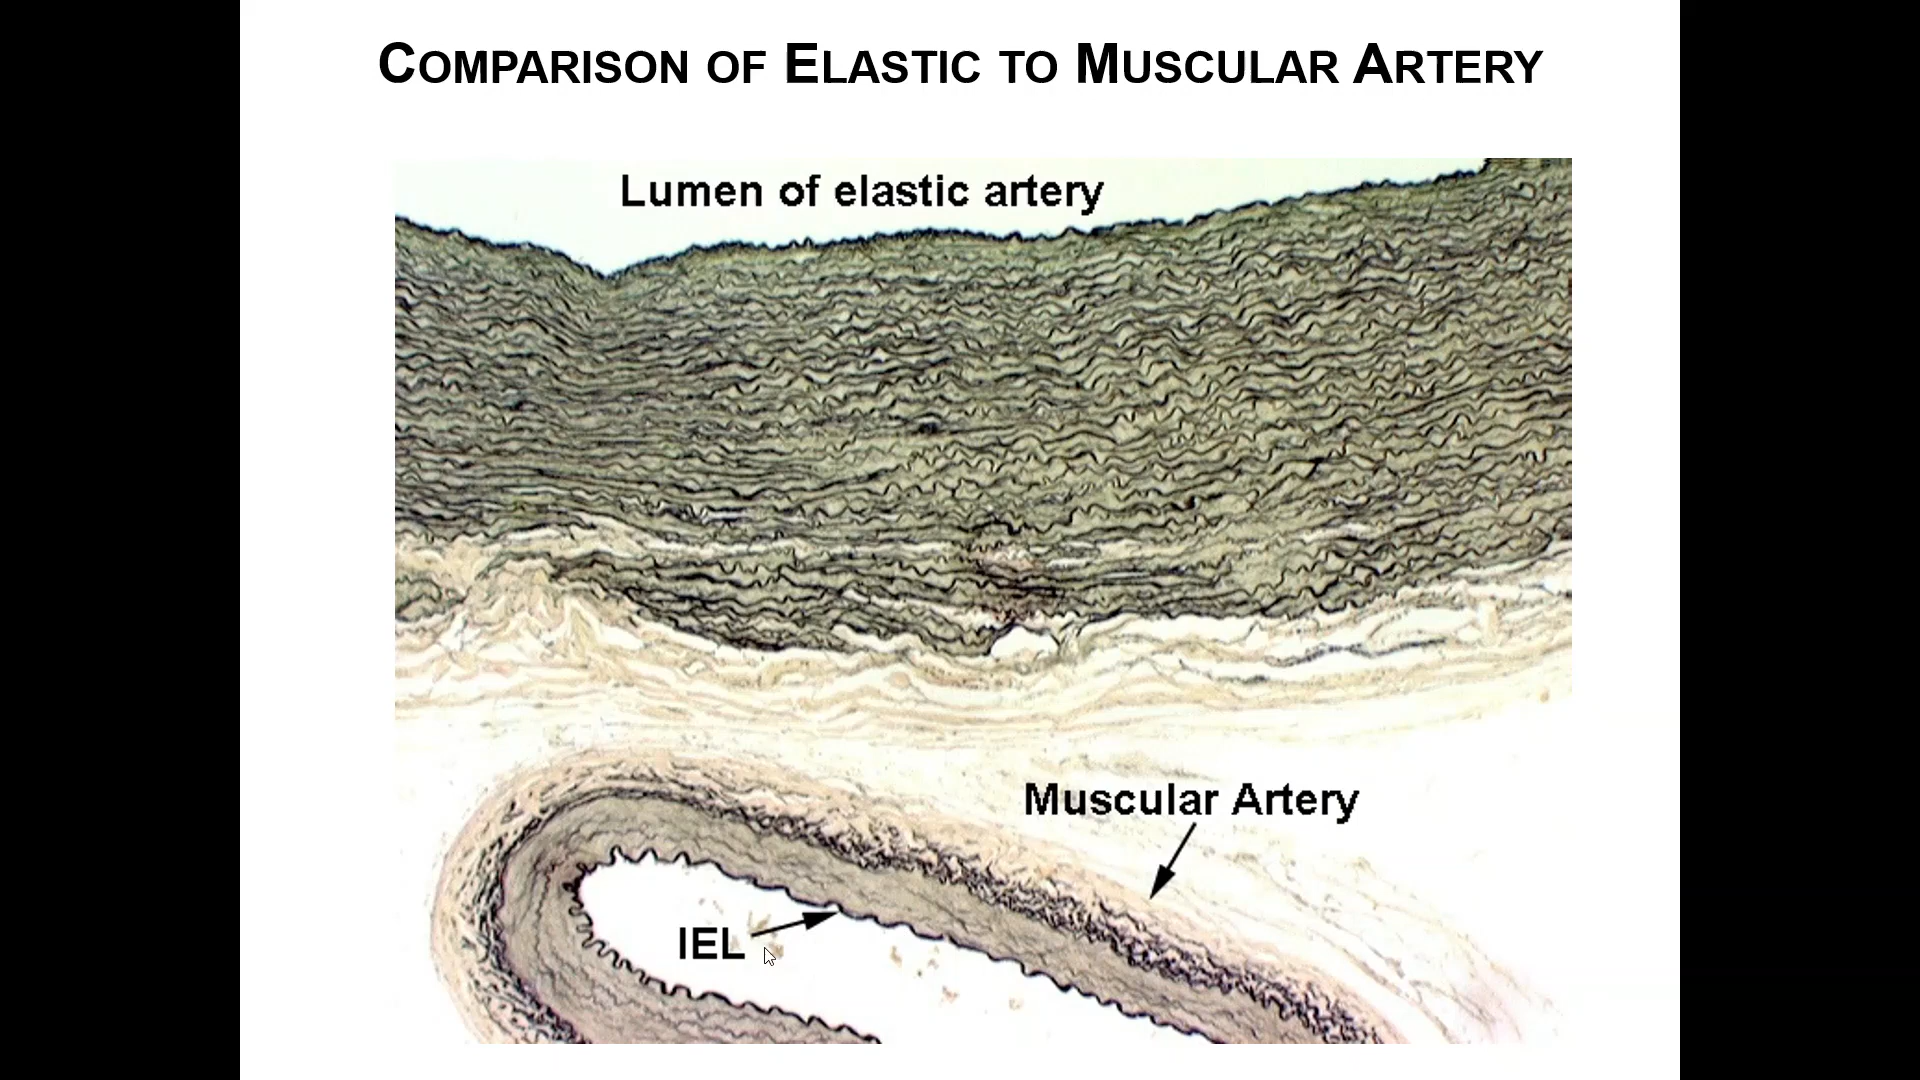 COMPARISON OF ELASTIC TO MUSCULAR ARTERY
Lumen of elastic artery
Muscular Artery
IEL